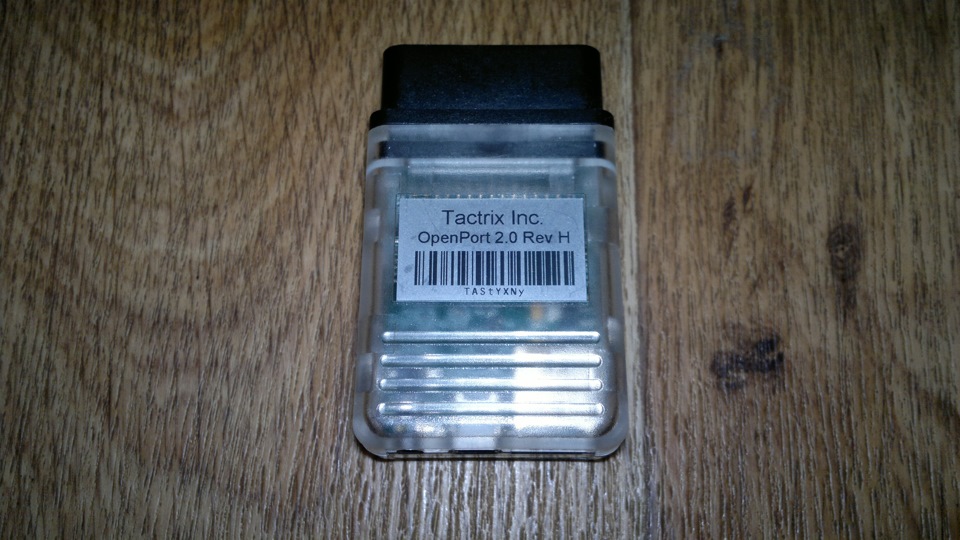 Tactrix Inc.
OpenPort 2.0 Rev H
TAStYXNy